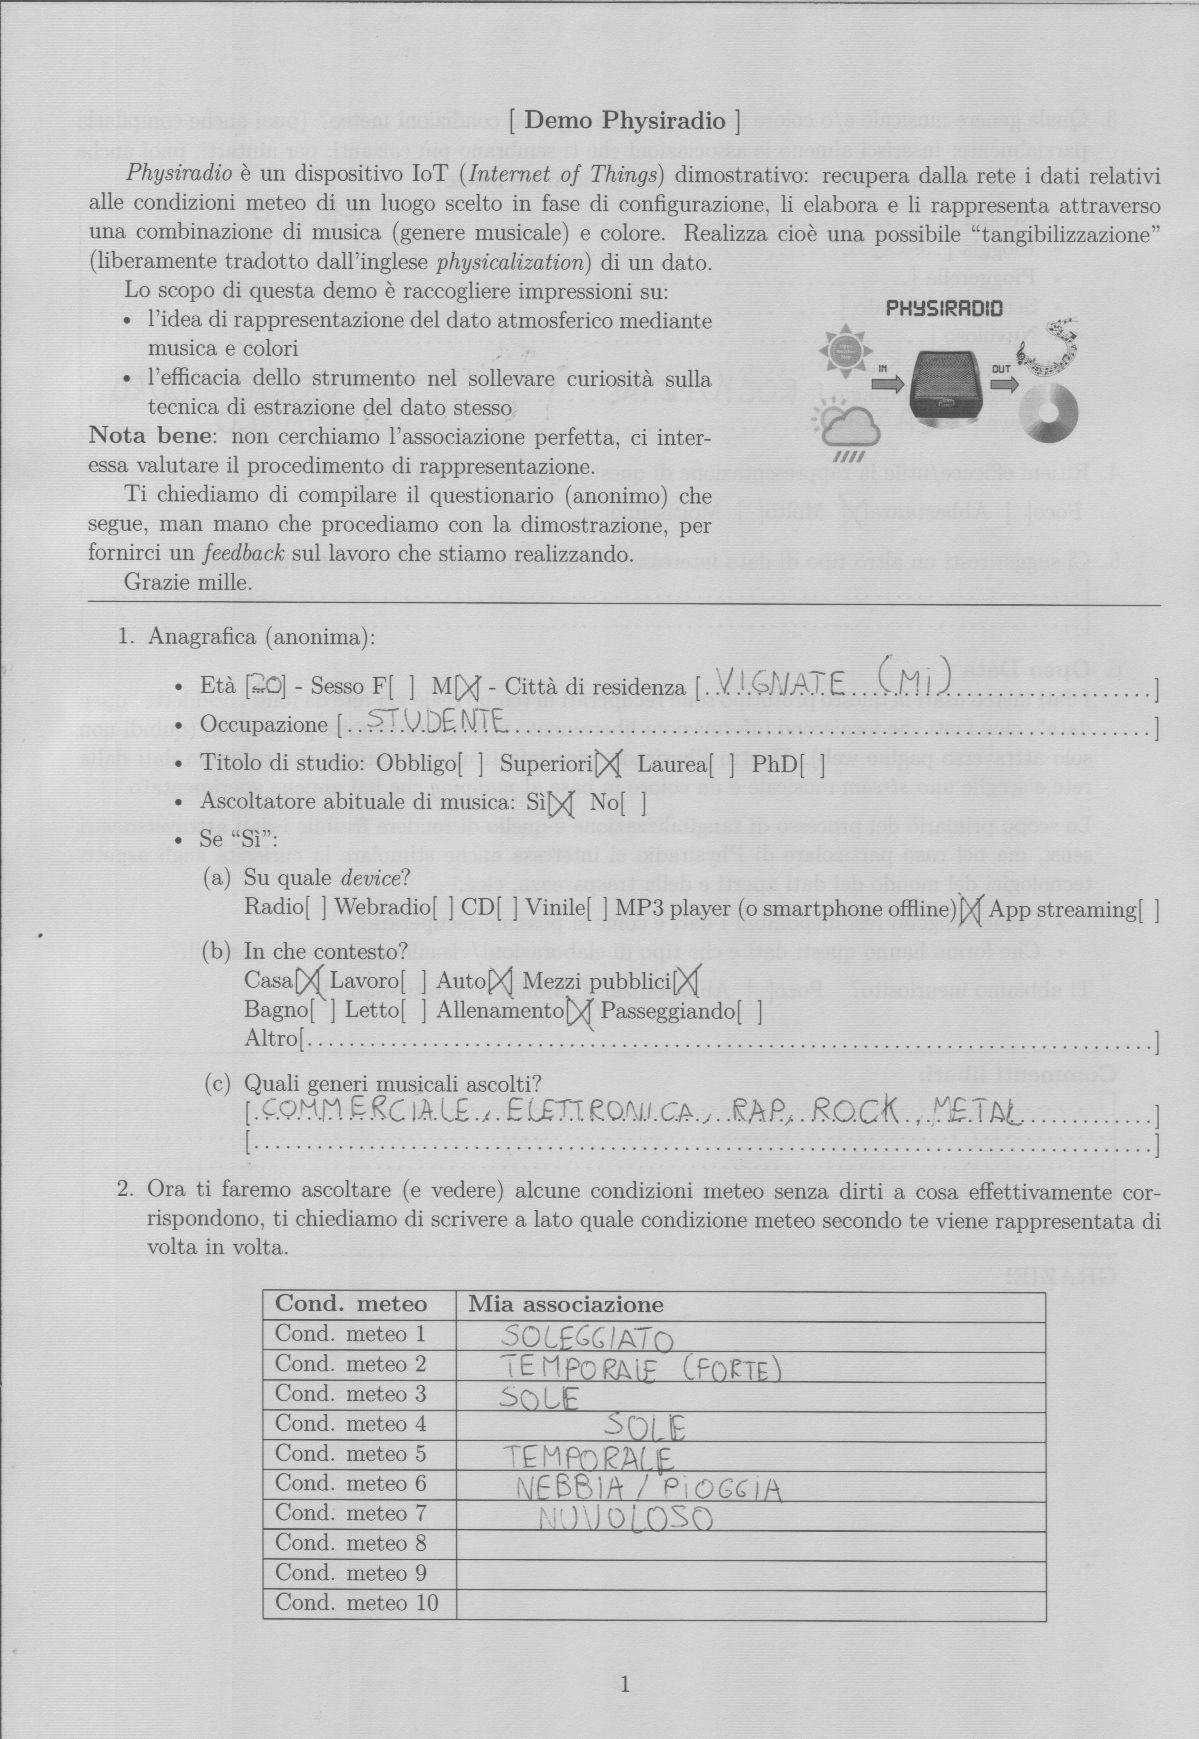 [ Demo Physiradio ]
Physiradio è un dispositivo IoT (Internet of Things) dimostrativo: recupera dalla rete i dati relativi
alle condizioni meteo di un luogo scelto in fase di configurazione, li elabora e li rappresenta attraverso
una combinazione di musica (genere musicale) e colore. Realizza cioè una possibile “tangibilizzazione”
(liberamente tradotto dall'inglese physicalization) di un dato.
Lo scopo di questa demo è raccogliere impressioni su:
• l'idea di rappresentazione del dato atmosferico mediante
musica e colori
• l'efficacia dello strumento nel sollevare curiosità sulla
tecnica di estrazione del dato stesso
Nota bene: non cerchiamo l'associazione perfetta, ci inter-
essa valutare il procedimento di rappresentazione.
Ti chiediamo di compilare il questionario (anonimo) che
segue, man mano che procediamo con la dimostrazione, per
fornirci un feedback sul lavoro che stiamo realizzando.
Grazie mille.
PHYSIRADIO
IN
OUT
1. Anagrafica (anonima):
• Età [20] - Sesso F[ ] M[X] - Città di residenza [VIGNATE (Mi)]
• Occupazione [STUDENTE]
• Titolo di studio: Obbligo[ ] Superiori[X] Laurea[ ] PhD[ ]
• Ascoltatore abituale di musica: Sì[X] No[ ]
• Se “Sì”:
(a) Su quale device?
Radio[ ] Webradio[ ] CD[ ] Vinile[ ] MP3 player (o smartphone offline)[X] App streaming[ ]
(b) In che contesto?
Casa[X] Lavoro[ ] Auto[X] Mezzi pubblici[X]
Bagno[ ] Letto[ ] Allenamento[X] Passeggiando[ ]
Altro[..........]
(c) Quali generi musicali ascolti?
[COMMERCIALE, ELETTRONICA, RAP, ROCK, METAL]
[..........]
2. Ora ti faremo ascoltare (e vedere) alcune condizioni meteo senza dirti a cosa effettivamente cor-
rispondono, ti chiediamo di scrivere a lato quale condizione meteo secondo te viene rappresentata di
volta in volta.
Cond. meteo Mia associazione
Cond. meteo 1 SOLEGGIATO
Cond. meteo 2 TEMPORALE (FORTE)
Cond. meteo 3 SOLE
Cond. meteo 4 SOLE
Cond. meteo 5 TEMPORALE
Cond. meteo 6 NEBBIA / PIOGGIA
Cond. meteo 7 NUVOLOSO
Cond. meteo 8
Cond. meteo 9
Cond. meteo 10
1